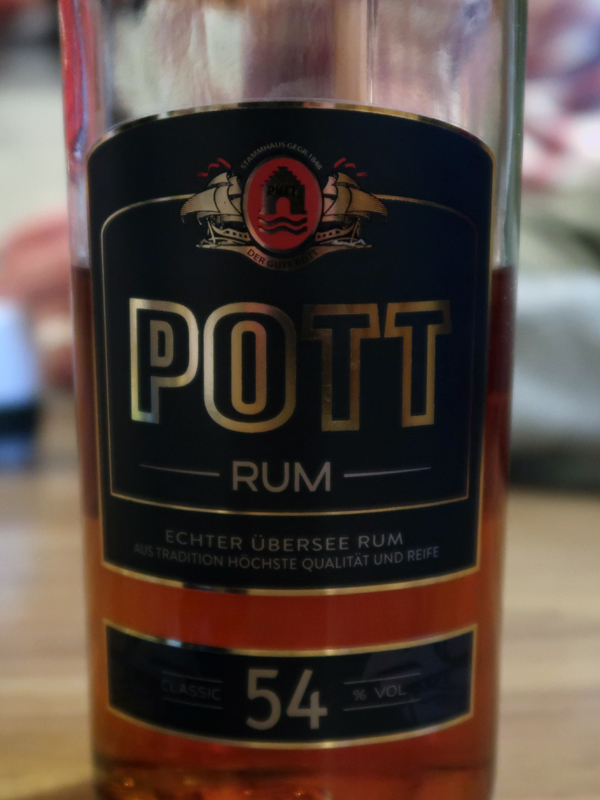 STAMMHAUS GEGR. 1848
POTT
DER GUTE POTT
POTT
RUM
ECHTER ÜBERSEE RUM
AUS TRADITION HÖCHSTE QUALITÄT UND REIFE
CLASSIC 54 % VOL